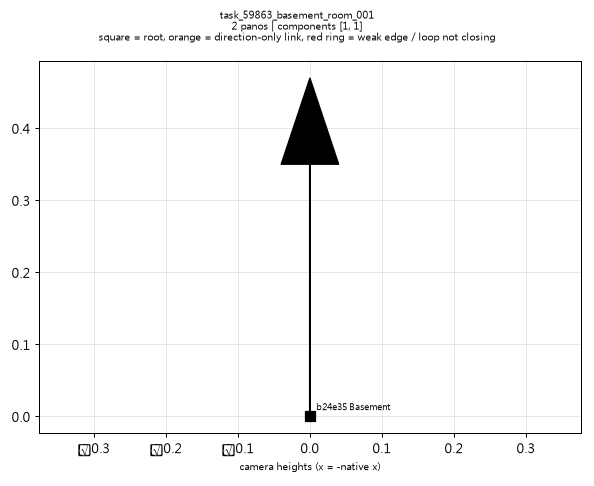 task_59863_basement_room_001
2 panos | components [1, 1]
square = root, orange = direction-only link, red ring = weak edge / loop not closing
0.4
0.3
0.2
0.1
0.0
b24e35 Basement
0.3 0.2 0.1 0.0 0.1 0.2 0.3
camera heights (x = -native x)